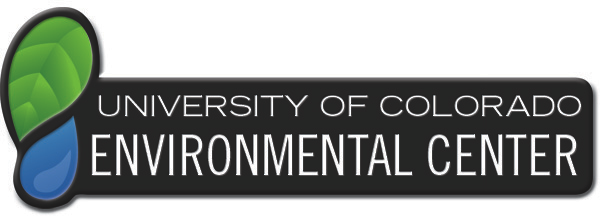 UNIVERSITY OF COLORADO
ENVIRONMENTAL CENTER